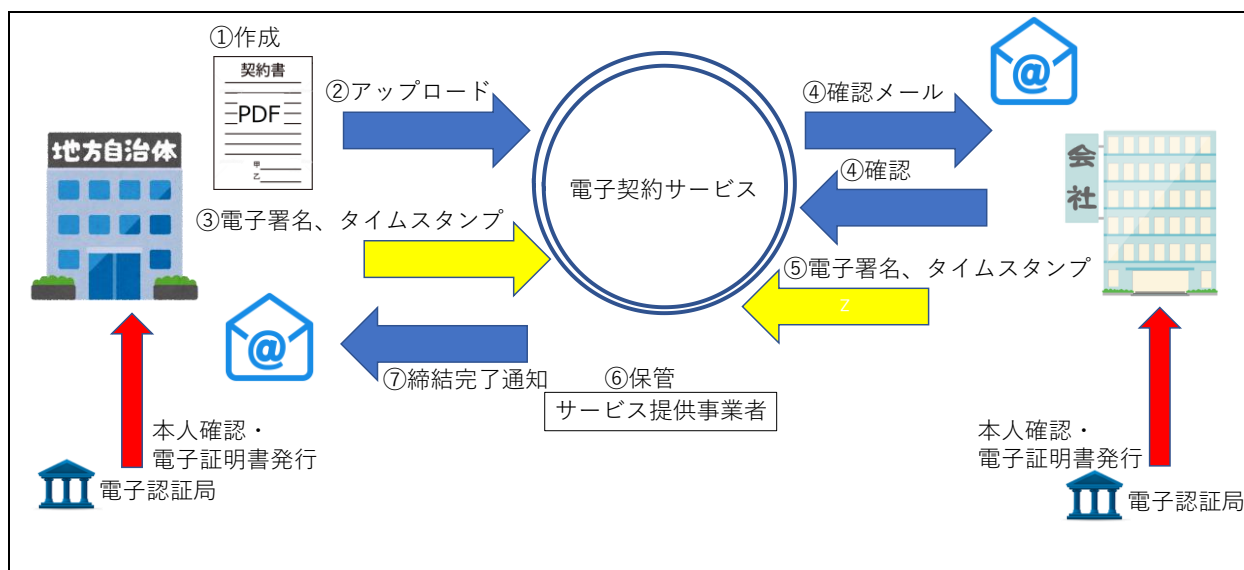 ①作成
契約書
PDF
甲
乙
②アップロード
地方自治体
③電子署名、タイムスタンプ
電子契約サービス
④確認メール
④確認
会社
⑤電子署名、タイムスタンプ
Z
⑦締結完了通知
⑥保管
サービス提供事業者
本人確認・
電子証明書発行
電子認証局
本人確認・
電子証明書発行
電子認証局